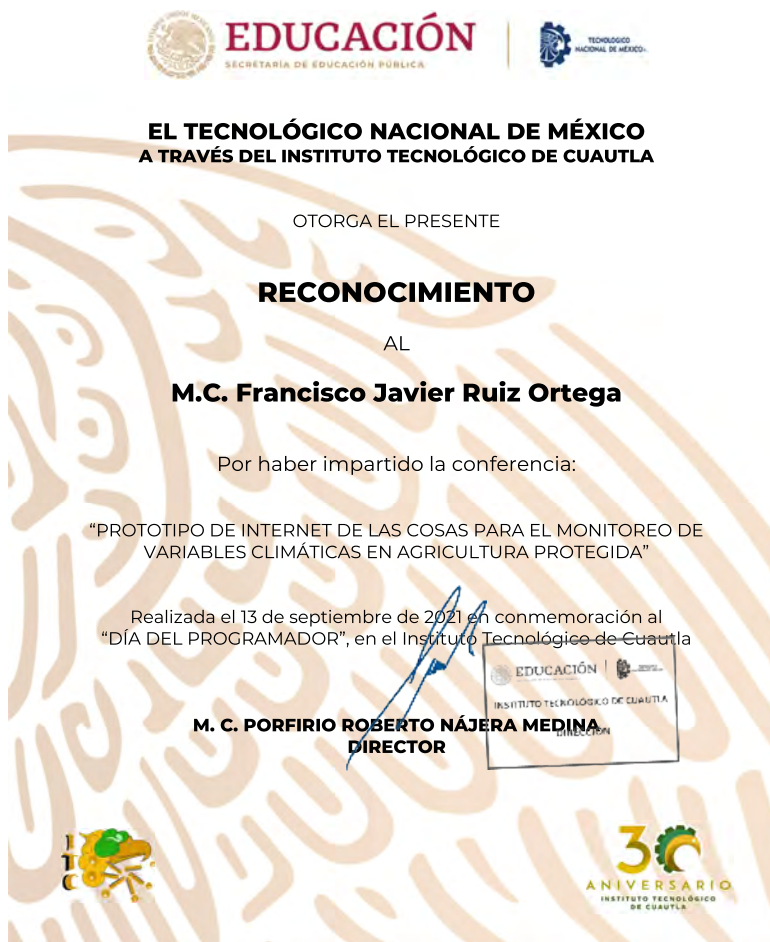 EDUCACIÓN
SECRETARÍA DE EDUCACIÓN PÚBLICA
TECNOLÓGICO
NACIONAL DE MÉXICO
EL TECNOLÓGICO NACIONAL DE MÉXICO
A TRAVÉS DEL INSTITUTO TECNOLÓGICO DE CUAUTLA
OTORGA EL PRESENTE
RECONOCIMIENTO
AL
M.C. Francisco Javier Ruiz Ortega
Por haber impartido la conferencia:
“PROTOTIPO DE INTERNET DE LAS COSAS PARA EL MONITOREO DE
VARIABLES CLIMÁTICAS EN AGRICULTURA PROTEGIDA”
Realizada el 13 de septiembre de 2021 en conmemoración al
“DÍA DEL PROGRAMADOR”, en el Instituto Tecnológico de Cuautla
EDUCACIÓN
INSTITUTO TECNOLÓGICO DE CUAUTLA
DIRECCIÓN
M. C. PORFIRIO ROBERTO NÁJERA MEDINA
DIRECTOR
ITC
30
ANIVERSARIO
INSTITUTO TECNOLÓGICO
DE CUAUTLA